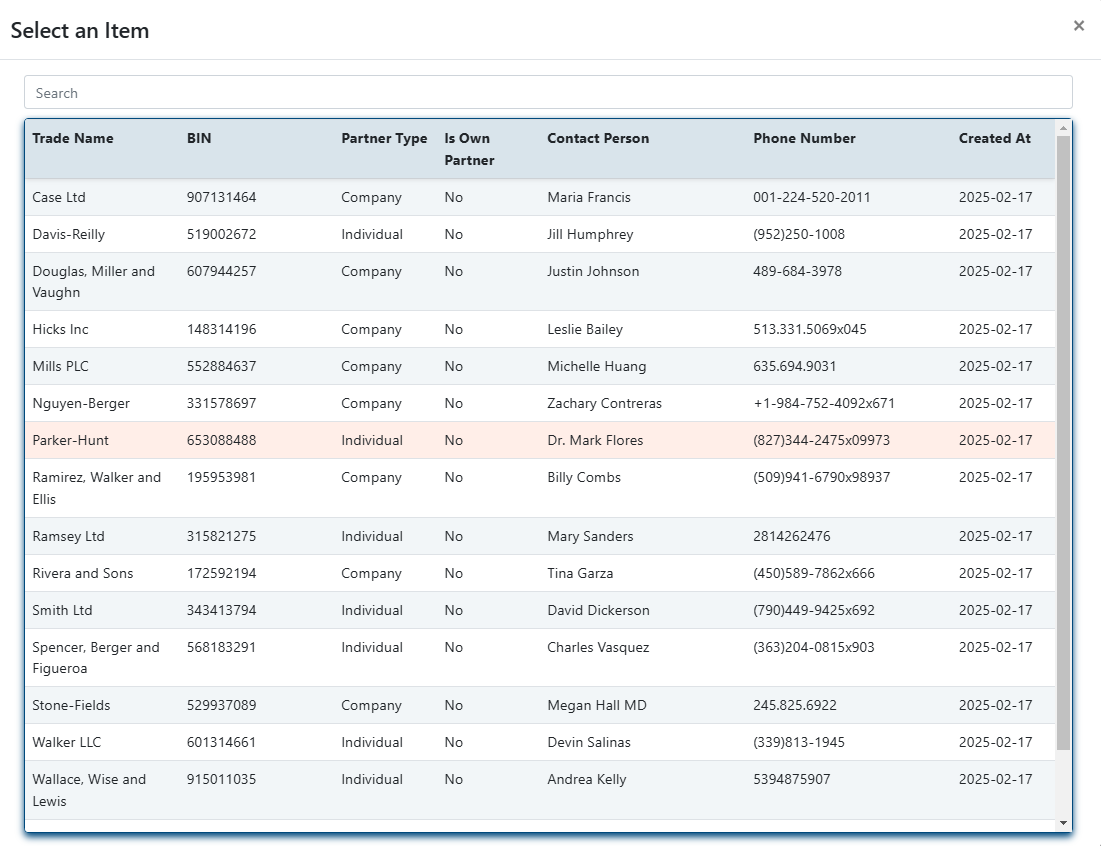 Select an Item
×
Search
Trade Name BIN Partner Type Is Own Partner Contact Person Phone Number Created At
Case Ltd 907131464 Company No Maria Francis 001-224-520-2011 2025-02-17
Davis-Reilly 519002672 Individual No Jill Humphrey (952)250-1008 2025-02-17
Douglas, Miller and Vaughn 607944257 Company No Justin Johnson 489-684-3978 2025-02-17
Hicks Inc 148314196 Company No Leslie Bailey 513.331.5069x045 2025-02-17
Mills PLC 552884637 Company No Michelle Huang 635.694.9031 2025-02-17
Nguyen-Berger 331578697 Company No Zachary Contreras +1-984-752-4092x671 2025-02-17
Parker-Hunt 653088488 Individual No Dr. Mark Flores (827)344-2475x09973 2025-02-17
Ramirez, Walker and Ellis 195953981 Company No Billy Combs (509)941-6790x98937 2025-02-17
Ramsey Ltd 315821275 Individual No Mary Sanders 2814262476 2025-02-17
Rivera and Sons 172592194 Company No Tina Garza (450)589-7862x666 2025-02-17
Smith Ltd 343413794 Individual No David Dickerson (790)449-9425x692 2025-02-17
Spencer, Berger and Figueroa 568183291 Individual No Charles Vasquez (363)204-0815x903 2025-02-17
Stone-Fields 529937089 Company No Megan Hall MD 245.825.6922 2025-02-17
Walker LLC 601314661 Individual No Devin Salinas (339)813-1945 2025-02-17
Wallace, Wise and Lewis 915011035 Individual No Andrea Kelly 5394875907 2025-02-17